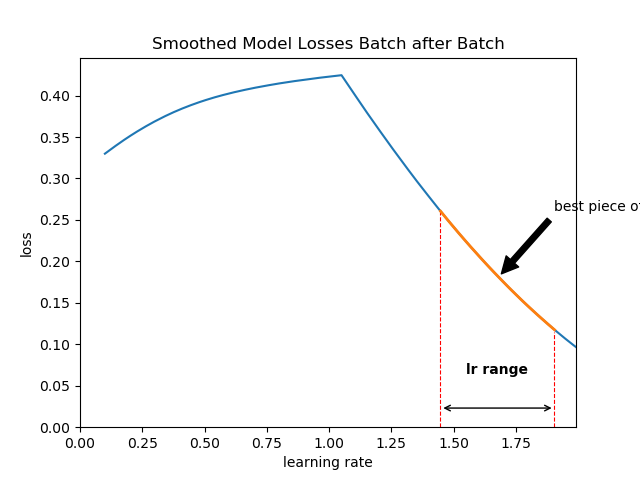 Smoothed Model Losses Batch after Batch
0.40
0.35
0.30
0.25
0.20
0.15
0.10
0.05
0.00
loss
best piece of
lr range
0.00 0.25 0.50 0.75 1.00 1.25 1.50 1.75
learning rate